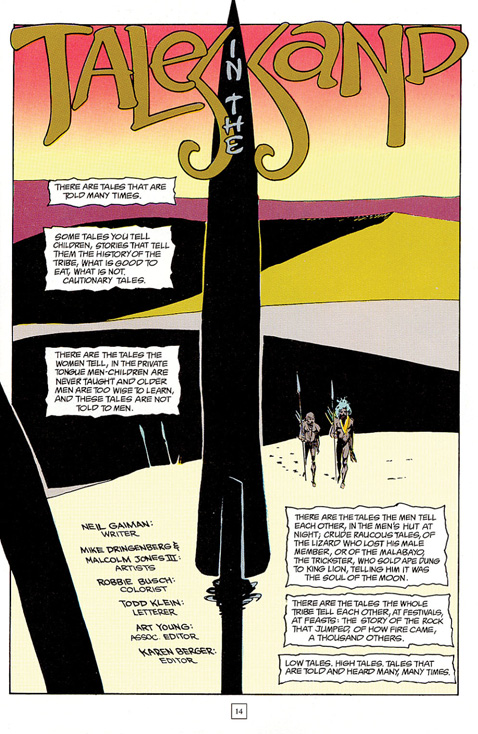 TALES IN THE SAND
THERE ARE TALES THAT ARE
TOLD MANY TIMES.
SOME TALES YOU TELL
CHILDREN, STORIES THAT TELL
THEM THE HISTORY OF THE
TRIBE, WHAT IS GOOD TO
EAT, WHAT IS NOT.
CAUTIONARY TALES.
THERE ARE THE TALES THE
WOMEN TELL, IN THE PRIVATE
TONGUE MEN-CHILDREN ARE
NEVER TAUGHT AND OLDER
MEN ARE TOO WISE TO LEARN,
AND THESE TALES ARE NOT
TOLD TO MEN.
THERE ARE THE TALES THE MEN TELL
EACH OTHER, IN THE MEN'S HUT AT
NIGHT; CRUDE RAUCOUS TALES, OF
THE LIZARD WHO LOST HIS MALE
MEMBER, OR OF THE MALABAYO,
THE TRICKSTER, WHO SOLD APE DUNG
TO KING LION, TELLING HIM IT WAS
THE SOUL OF THE MOON.
THERE ARE THE TALES THE WHOLE
TRIBE TELL EACH OTHER, AT FESTIVALS,
AT FEASTS: THE STORY OF THE ROCK
THAT JUMPED, OF HOW FIRE CAME,
A THOUSAND OTHERS.
LOW TALES. HIGH TALES. TALES THAT
ARE TOLD AND HEARD MANY, MANY TIMES.
NEIL GAIMAN:
WRITER
MIKE DRINGENBERG &
MALCOLM JONES III:
ARTISTS
ROBBIE BUSCH:
COLORIST
TODD KLEIN:
LETTERER
ART YOUNG:
ASSOC. EDITOR
KAREN BERGER:
EDITOR
14